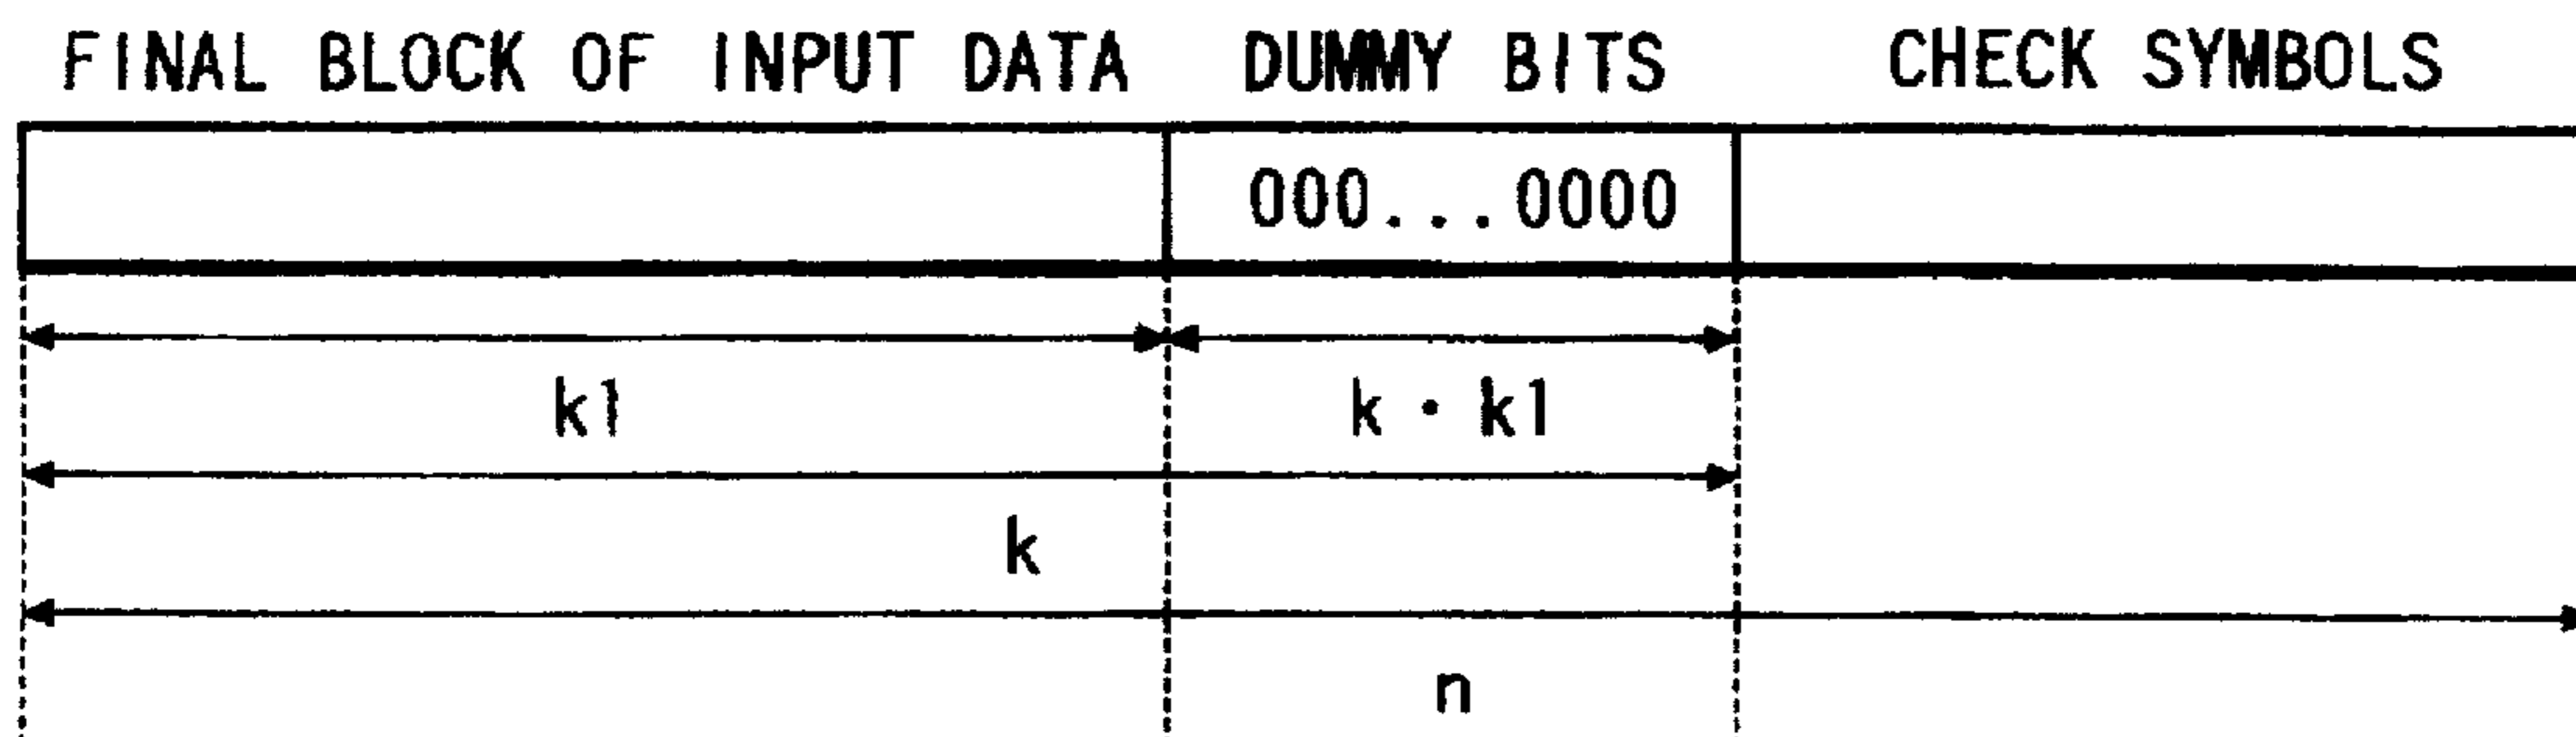 FINAL BLOCK OF INPUT DATA DUMMY BITS CHECK SYMBOLS
000...0000
k1 k · k1
k
n